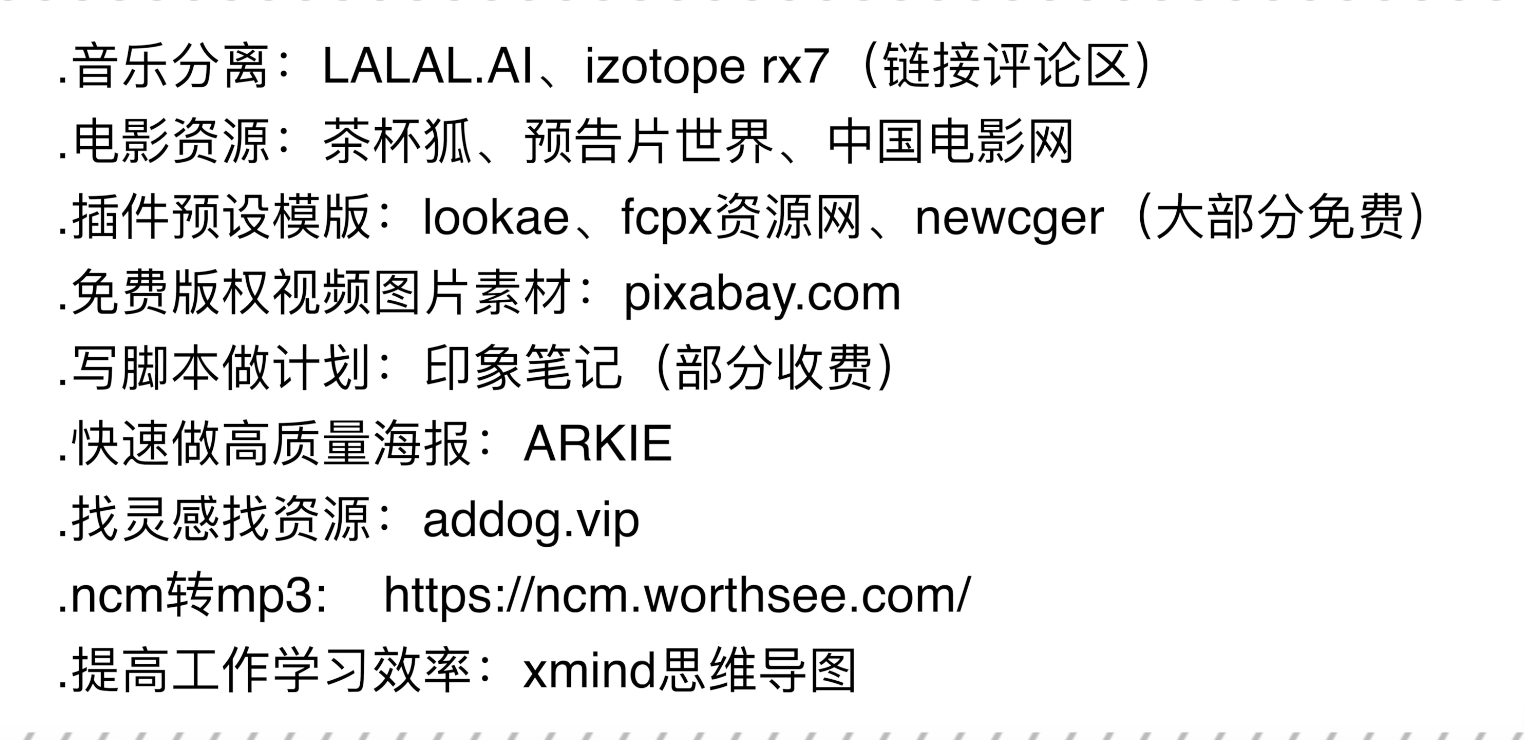 .音乐分离：LALAL.AI、izotope rx7（链接评论区）
.电影资源：茶杯狐、预告片世界、中国电影网
.插件预设模版：lookae、fcpx资源网、newcger（大部分免费）
.免费版权视频图片素材：pixabay.com
.写脚本做计划：印象笔记（部分收费）
.快速做高质量海报：ARKIE
.找灵感找资源：addog.vip
.ncm转mp3:　https://ncm.worthsee.com/
.提高工作学习效率：xmind思维导图